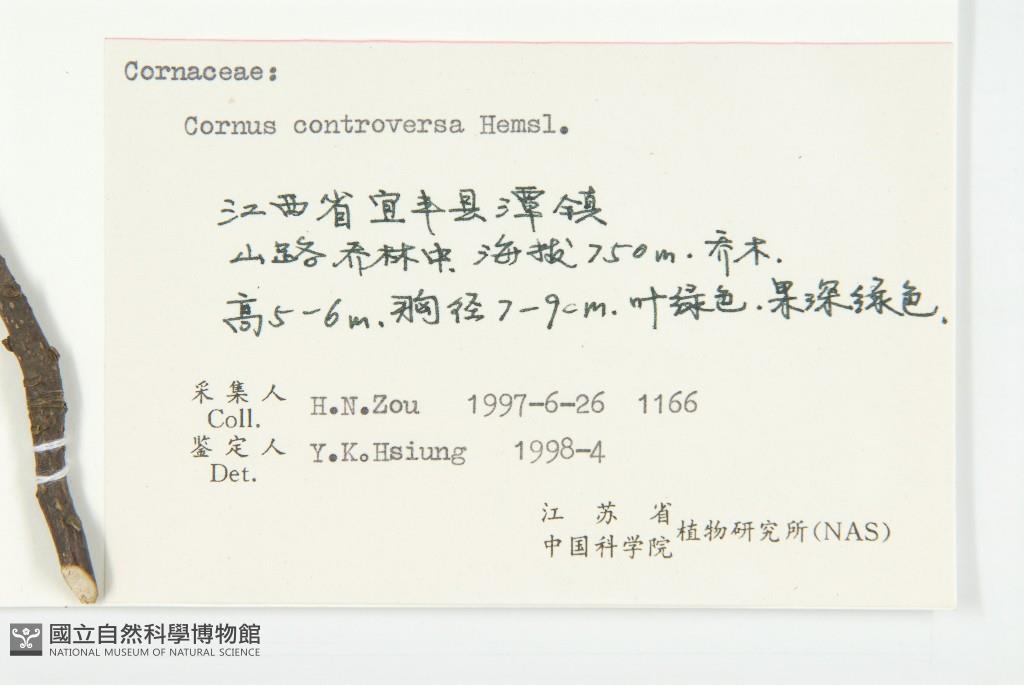 Cornaceae:
Cornus controversa Hemsl.
江西省宜丰县潭镇
山路乔林中、海拔750m.乔木.
高5-6m.胸径7-9cm.叶绿色.果深绿色.
采集人 H.N.Zou 1997-6-26 1166
Coll.
鉴定人 Y.K.Hsiung 1998-4
Det.
江苏省
中国科学院 植物研究所(NAS)
國立自然科學博物館
NATIONAL MUSEUM OF NATURAL SCIENCE